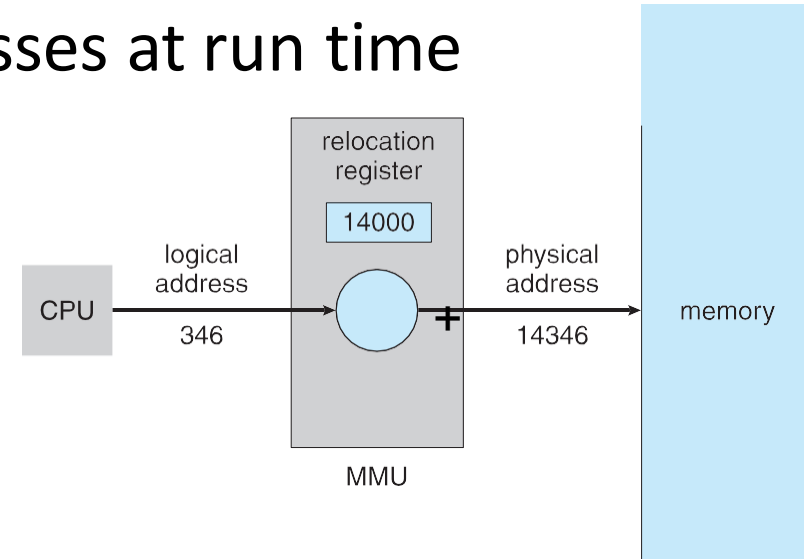 sses at run time
relocation
register
14000
logical
address
physical
address
CPU
346
+
14346
memory
MMU